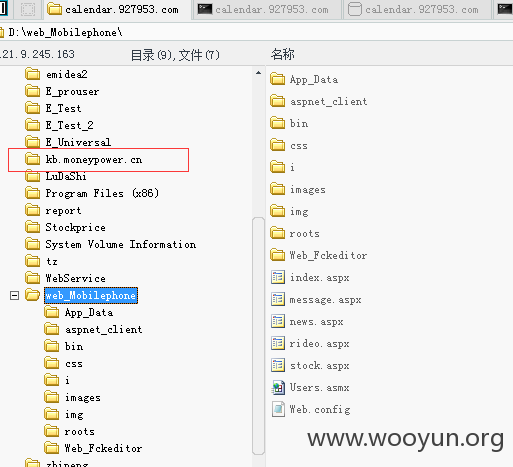 calendar.927953.com
calendar.927953.com
calendar.927953.
D:\web_Mobilephone\
21.9.245.163
目录(9),文件(7)
名称
emidea2
E_prouser
E_Test
E_Test_2
E_Universal
kb.moneypower.cn
LuDaShi
Program Files (x86)
report
Stockprice
System Volume Information
tz
WebService
web_Mobilephone
App_Data
aspnet_client
bin
css
i
images
img
roots
Web_Fckeditor
zhineng
App_Data
aspnet_client
bin
css
i
images
img
roots
Web_Fckeditor
index.aspx
message.aspx
news.aspx
rideo.aspx
stock.aspx
Users.asmx
Web.config
www.wooyun.org